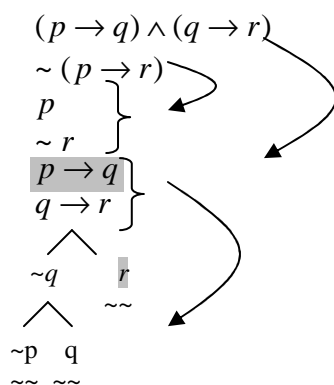 (p → q) ∧ (q → r)
~ (p → r)
p
~ r
p → q
q → r
~q r
~~
~p q
~~ ~~